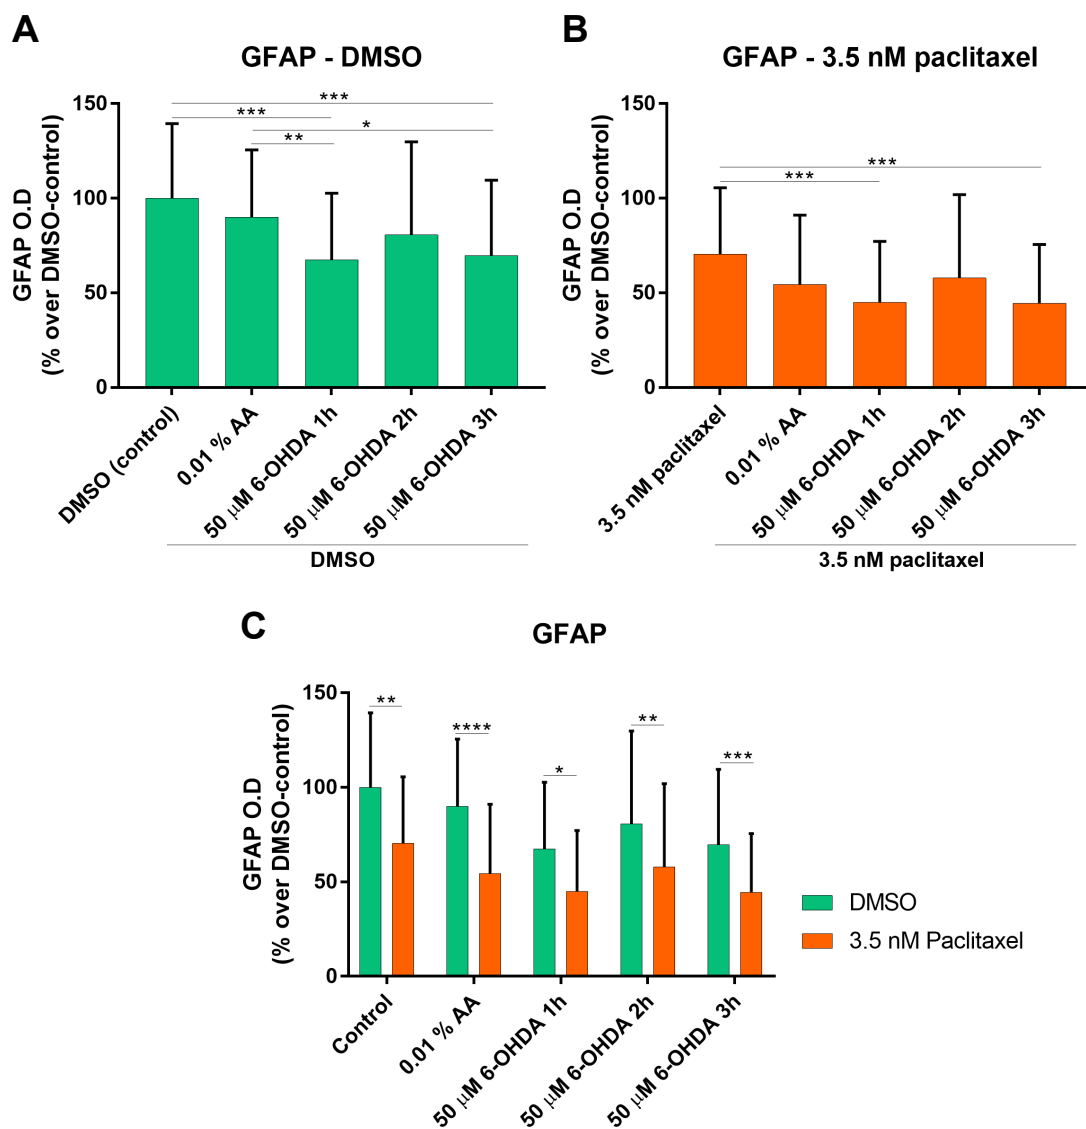 A
GFAP - DMSO
GFAP O.D
(% over DMSO-control)
150
100
50
0
***
***
*
**
DMSO (control)
0.01 % AA
50 μM 6-OHDA 1h
50 μM 6-OHDA 2h
50 μM 6-OHDA 3h
DMSO
B
GFAP - 3.5 nM paclitaxel
GFAP O.D
(% over DMSO-control)
150
100
50
0
***
***
3.5 nM paclitaxel
0.01 % AA
50 μM 6-OHDA 1h
50 μM 6-OHDA 2h
50 μM 6-OHDA 3h
3.5 nM paclitaxel
C
GFAP
GFAP O.D
(% over DMSO-control)
150
100
50
0
**
****
*
**
***
Control
0.01 % AA
50 μM 6-OHDA 1h
50 μM 6-OHDA 2h
50 μM 6-OHDA 3h
DMSO
3.5 nM Paclitaxel